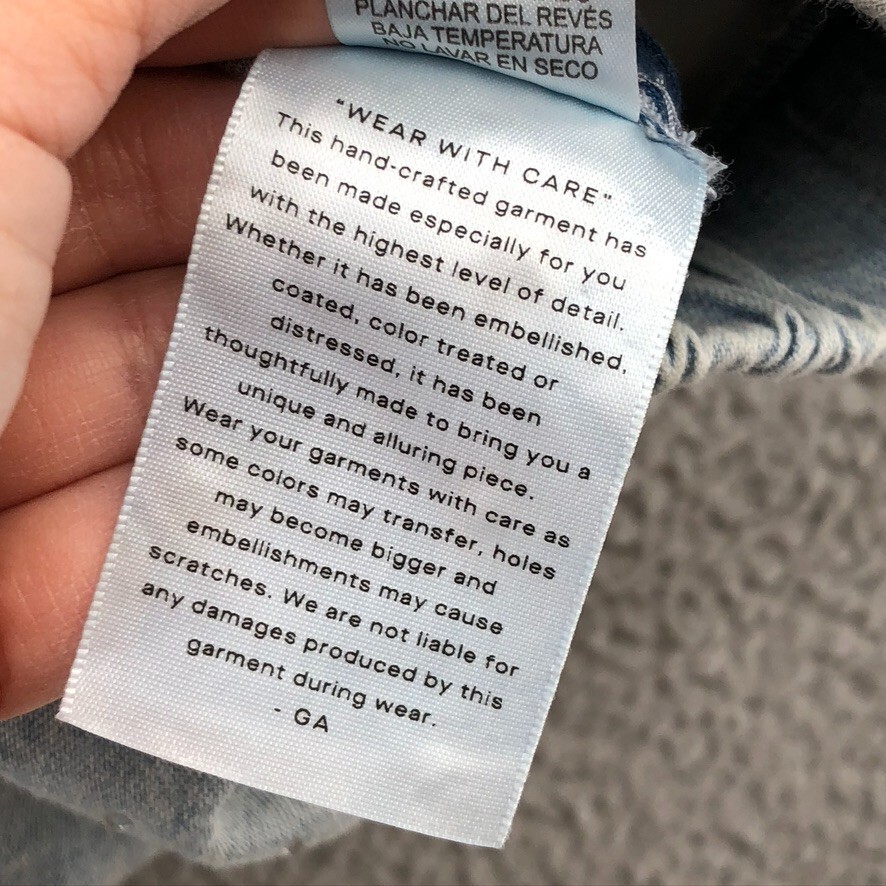 PLANCHAR DEL REVÉS
BAJA TEMPERATURA
NO LAVAR EN SECO
"WEAR WITH CARE"
This hand-crafted garment has
been made especially for you
with the highest level of detail.
Whether it has been embellished,
coated, color treated or
distressed, it has been
thoughtfully made to bring you a
unique and alluring piece.
Wear your garments with care as
some colors may transfer, holes
may become bigger and
embellishments may cause
scratches. We are not liable for
any damages produced by this
garment during wear.
- GA